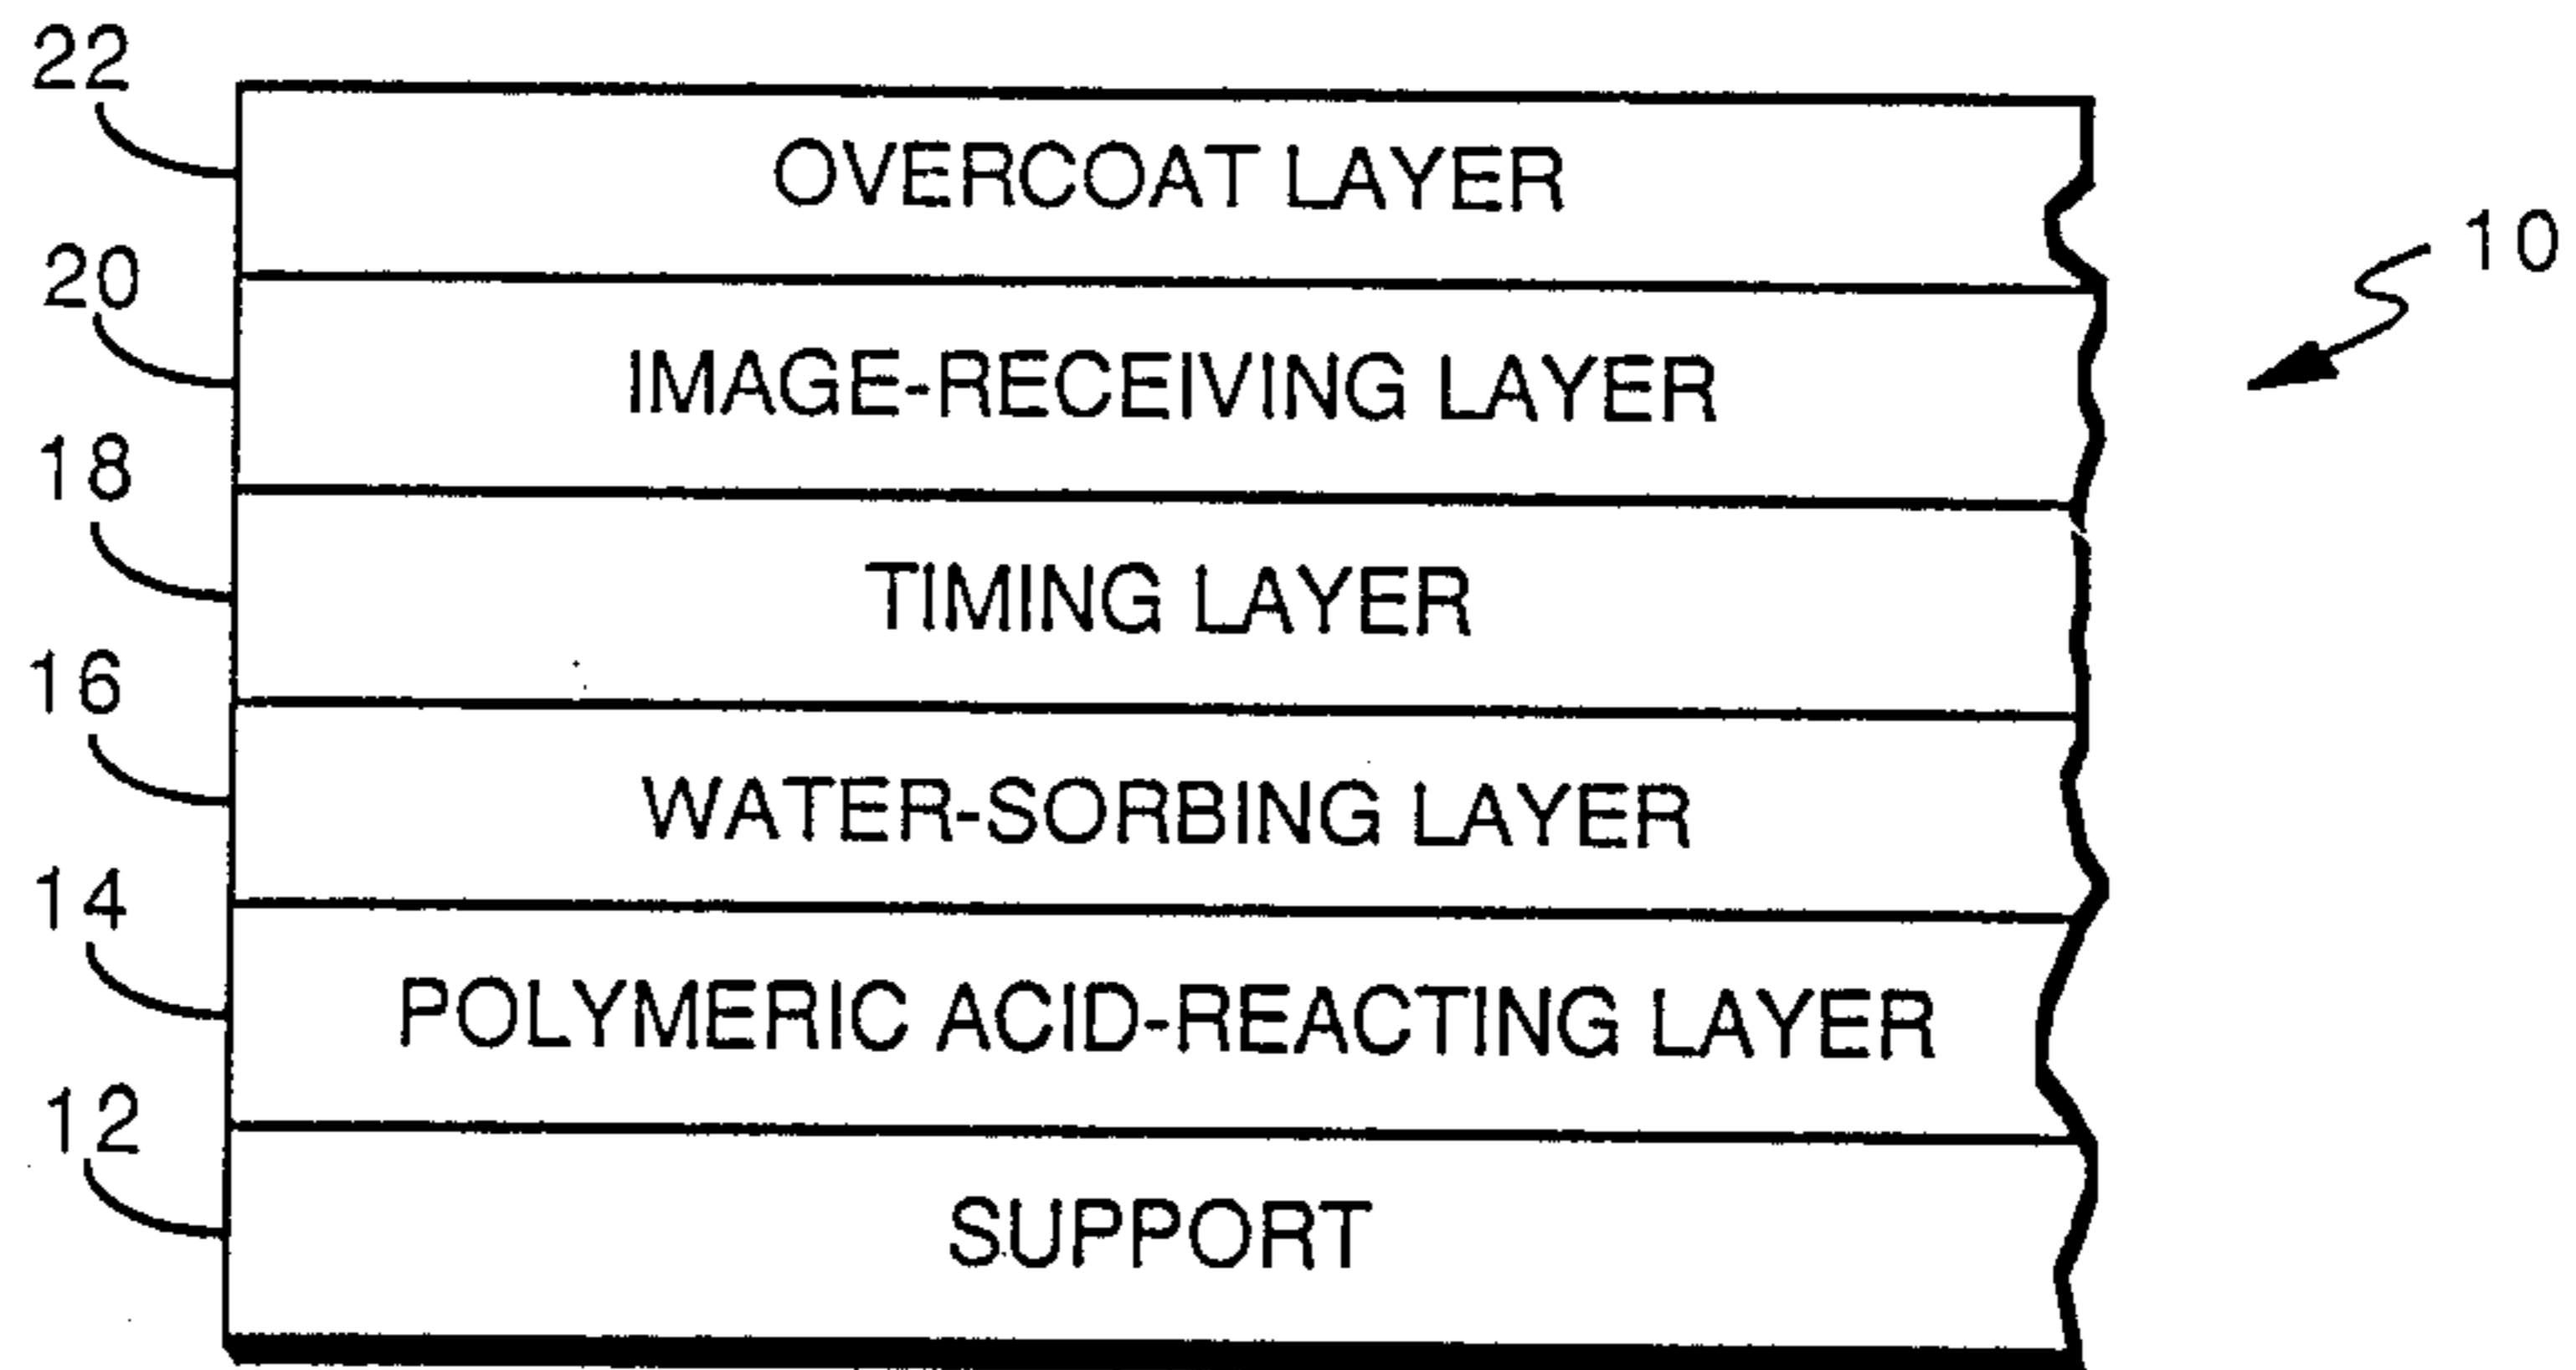 22
OVERCOAT LAYER
10
20
IMAGE-RECEIVING LAYER
18
TIMING LAYER
16
WATER-SORBING LAYER
14
POLYMERIC ACID-REACTING LAYER
12
SUPPORT